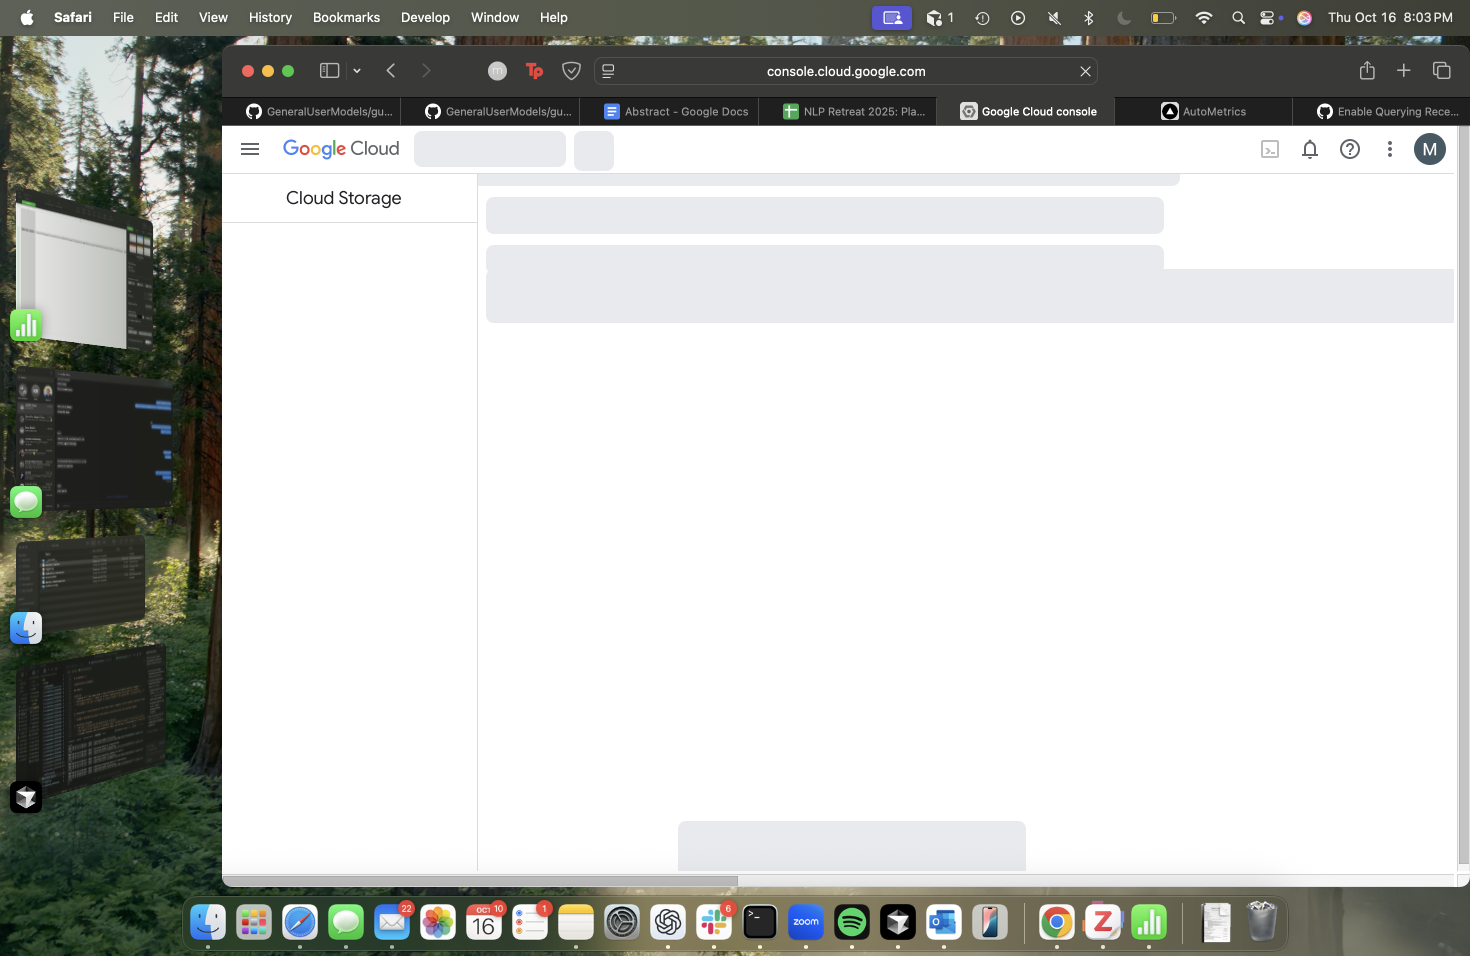 Safari File Edit View History Bookmarks Develop Window Help 1 Thu Oct 16 8:03 PM
m Tp console.cloud.google.com
GeneralUserModels/gu... GeneralUserModels/gu... Abstract - Google Docs NLP Retreat 2025: Pla... Google Cloud console AutoMetrics Enable Querying Rece...
Google Cloud M
Cloud Storage
22 OCT 10 16 1 6 zoom Z